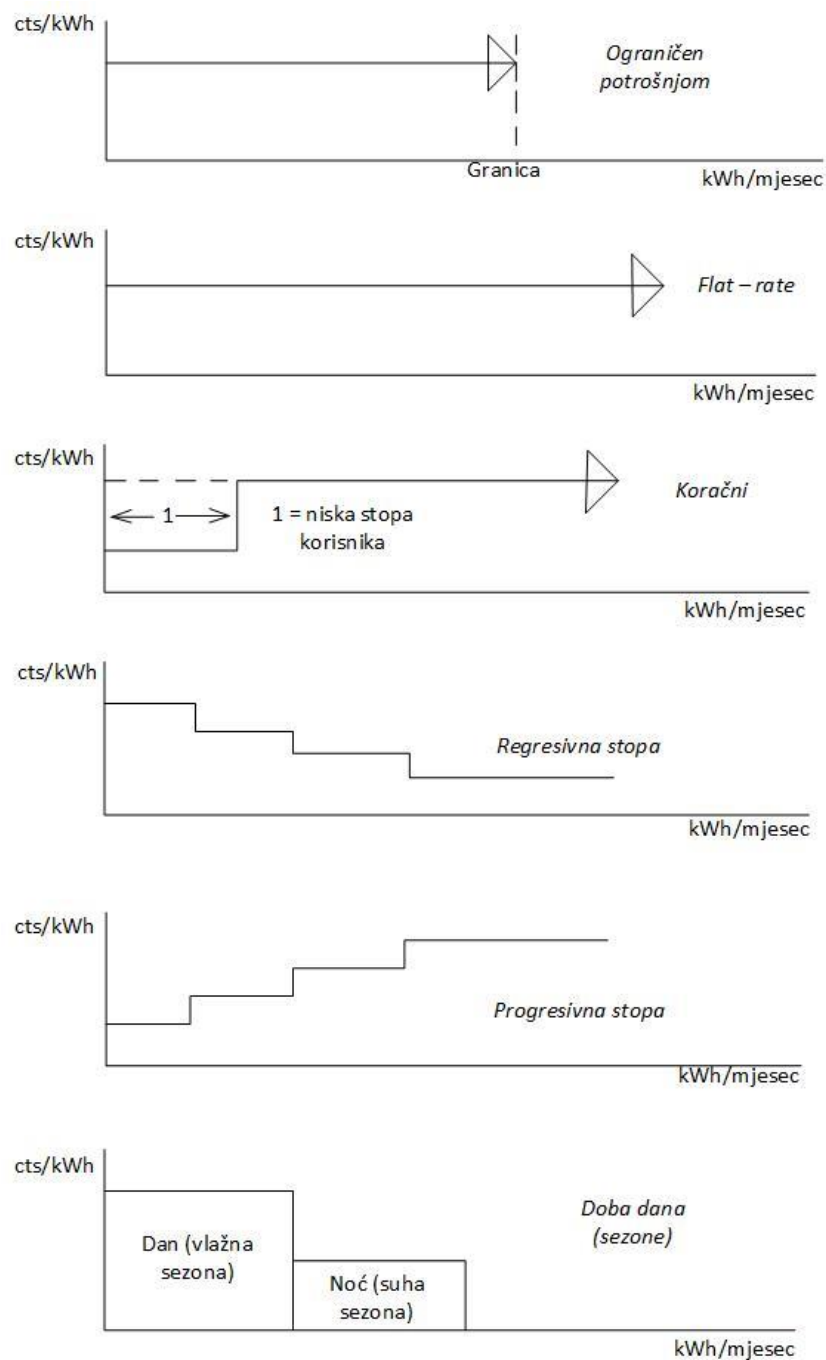 cts/kWh
Ograničen
potrošnjom
Granica
kWh/mjesec
cts/kWh
Flat – rate
kWh/mjesec
cts/kWh
Koračni
1
1 = niska stopa
korisnika
kWh/mjesec
cts/kWh
Regresivna stopa
kWh/mjesec
cts/kWh
Progresivna stopa
kWh/mjesec
cts/kWh
Doba dana
(sezone)
Dan (vlažna
sezona)
Noć (suha
sezona)
kWh/mjesec